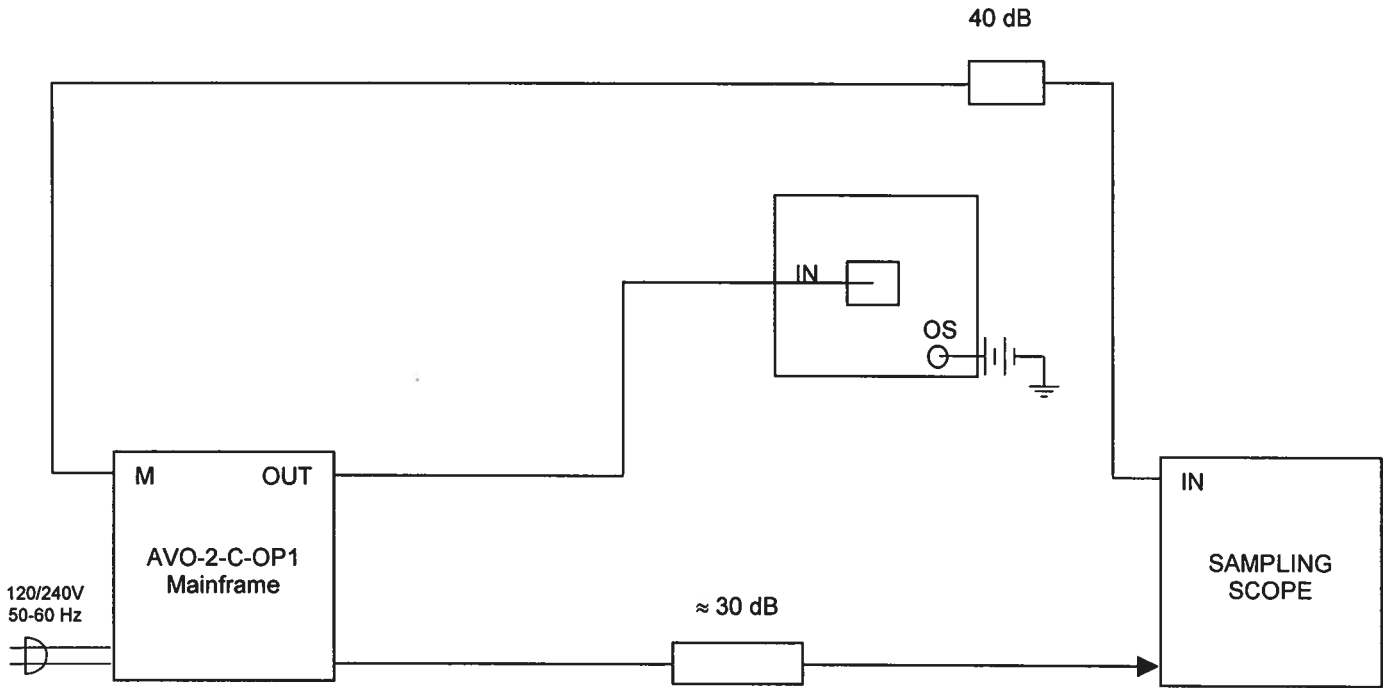 40 dB
IN
OS
M OUT
IN
AVO-2-C-OP1
Mainframe
SAMPLING
SCOPE
120/240V
50-60 Hz
≈ 30 dB